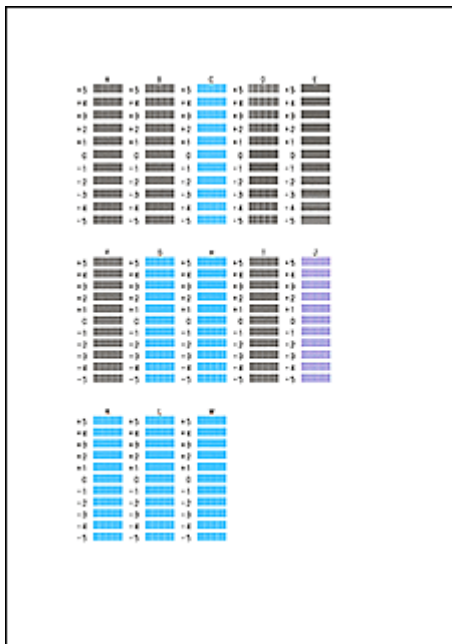 A B C D E
+5 +5 +5 +5 +5
+4 +4 +4 +4 +4
+3 +3 +3 +3 +3
+2 +2 +2 +2 +2
+1 +1 +1 +1 +1
0 0 0 0 0
-1 -1 -1 -1 -1
-2 -2 -2 -2 -2
-3 -3 -3 -3 -3
-4 -4 -4 -4 -4
-5 -5 -5 -5 -5
F G H I J
+5 +5 +5 +5 +5
+4 +4 +4 +4 +4
+3 +3 +3 +3 +3
+2 +2 +2 +2 +2
+1 +1 +1 +1 +1
0 0 0 0 0
-1 -1 -1 -1 -1
-2 -2 -2 -2 -2
-3 -3 -3 -3 -3
-4 -4 -4 -4 -4
-5 -5 -5 -5 -5
K L M
+5 +5 +5
+4 +4 +4
+3 +3 +3
+2 +2 +2
+1 +1 +1
0 0 0
-1 -1 -1
-2 -2 -2
-3 -3 -3
-4 -4 -4
-5 -5 -5